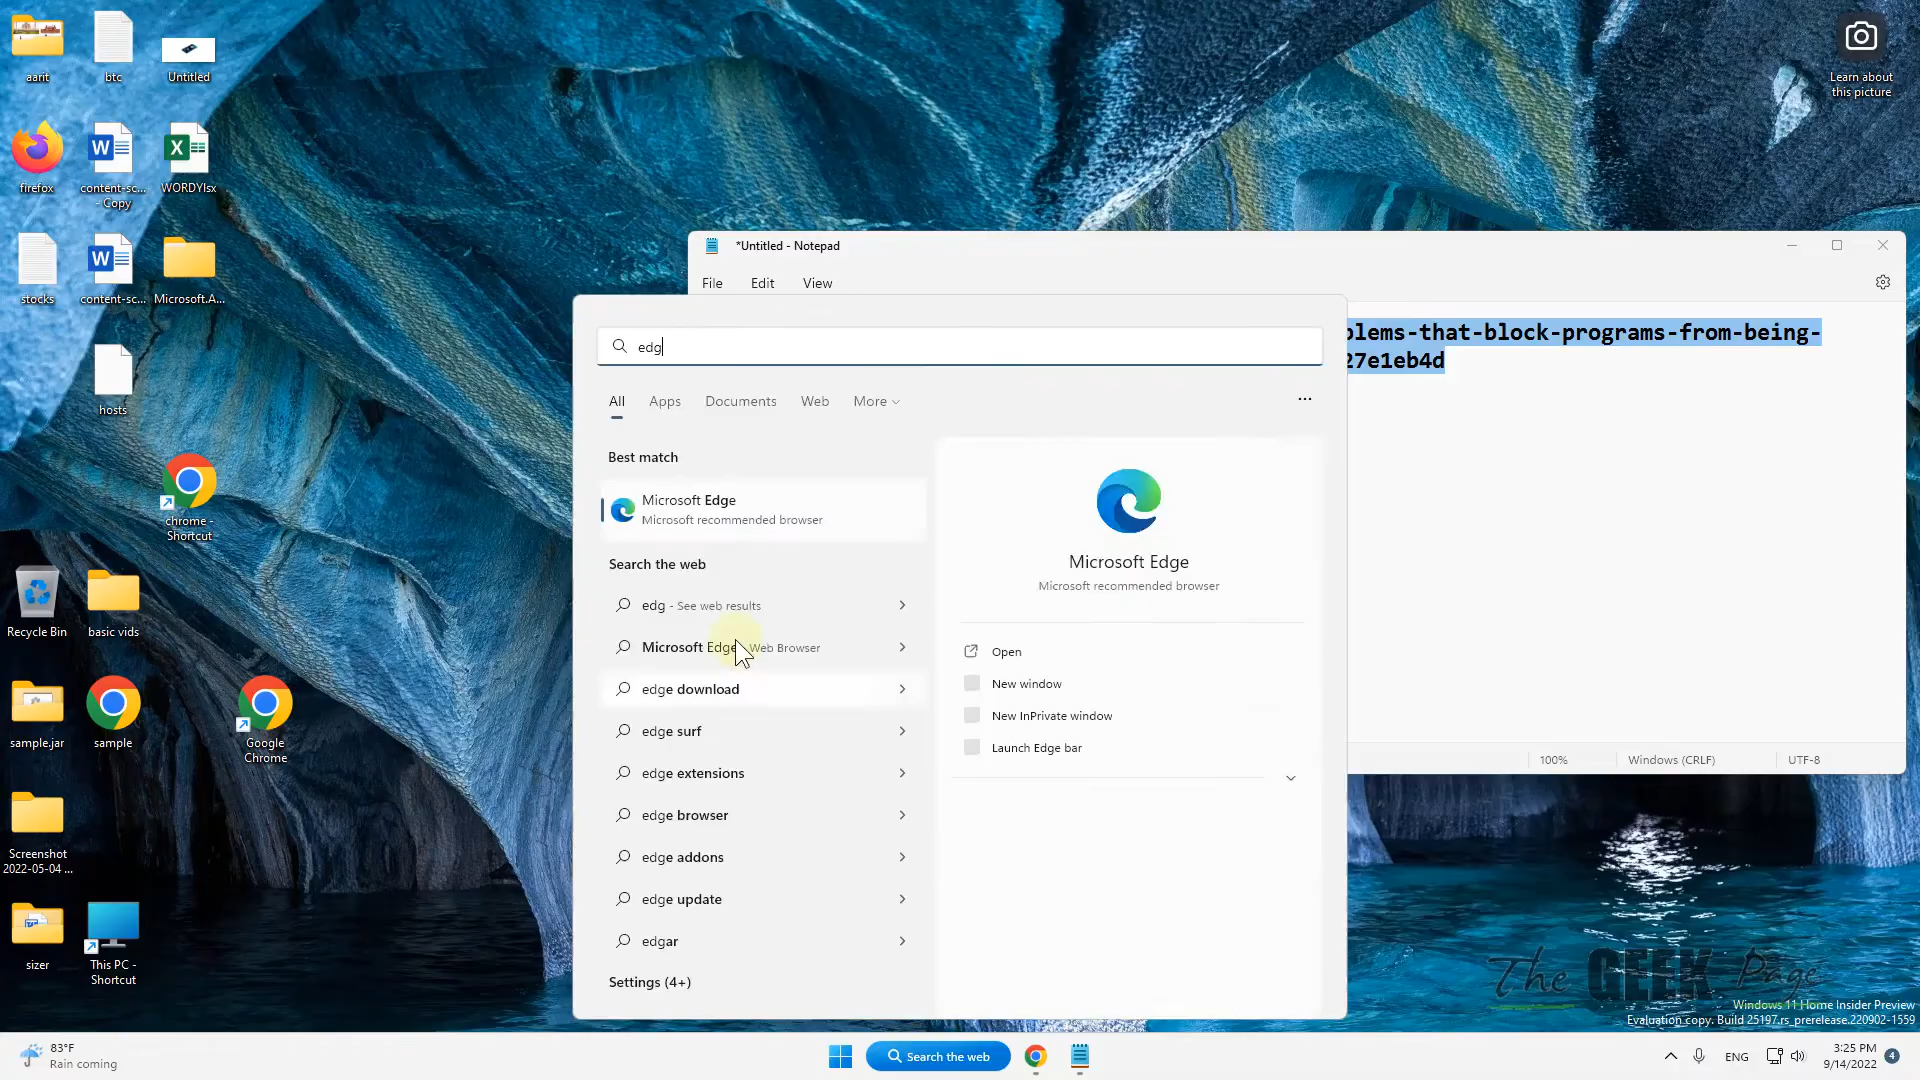 aarit
btc
Untitled
Learn about
this picture
firefox
content-sc...
- Copy
WORDYlsx
stocks
content-sc...
Microsoft.A...
hosts
chrome -
Shortcut
Recycle Bin
basic vids
sample.jar
sample
Google
Chrome
Screenshot
2022-05-04 ...
sizer
This PC -
Shortcut
*Untitled - Notepad
File Edit View
blems-that-block-programs-from-being-
27e1eb4d
100% Windows (CRLF) UTF-8
edg
All Apps Documents Web More
Best match
Microsoft Edge
Microsoft recommended browser
Search the web
edg - See web results
Microsoft Edge Web Browser
edge download
edge surf
edge extensions
edge browser
edge addons
edge update
edgar
Settings (4+)
Microsoft Edge
Microsoft recommended browser
Open
New window
New InPrivate window
Launch Edge bar
The GEEK Page
Windows 11 Home Insider Preview
Evaluation copy. Build 25197.rs_prerelease.220902-1559
83°F
Rain coming
Search the web
ENG
3:25 PM
9/14/2022
4